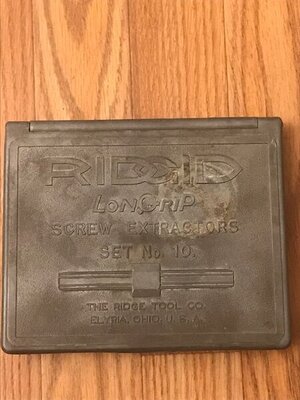 RIDGID
LONGRIP
SCREW EXTRACTORS
SET No. 10.
THE RIDGE TOOL CO.
ELYRIA, OHIO, U.S.A.